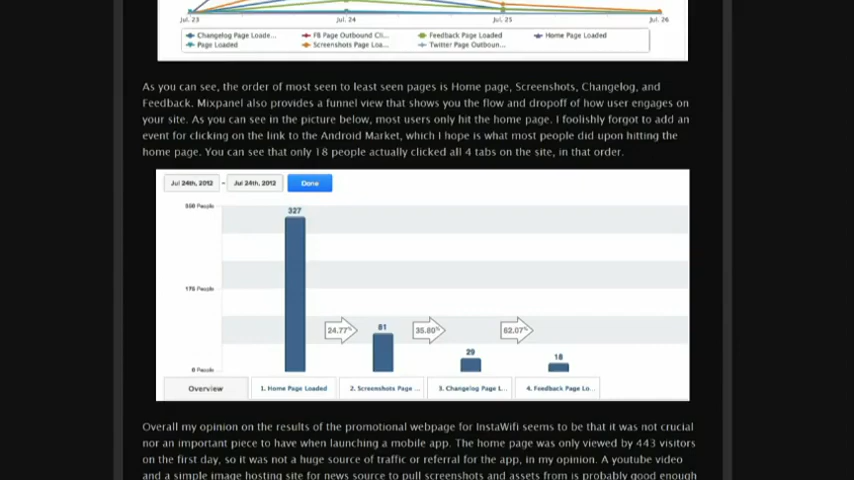 Jul. 23 Jul. 24 Jul. 25 Jul. 26
Changelog Page Loade... FB Page Outbound Cli... Feedback Page Loaded Home Page Loaded
Page Loaded Screenshots Page Loa... Twitter Page Outboun...
As you can see, the order of most seen to least seen pages is Home page, Screenshots, Changelog, and
Feedback. Mixpanel also provides a funnel view that shows you the flow and dropoff of how user engages on
your site. As you can see in the picture below, most users only hit the home page. I foolishly forgot to add an
event for clicking on the link to the Android Market, which I hope is what most people did upon hitting the
home page. You can see that only 18 people actually clicked all 4 tabs on the site, in that order.
Jul 24th, 2012 - Jul 24th, 2012 Done
350 People
327
175 People
24.77% 81 35.80% 29 62.07% 18
0 People
Overview 1. Home Page Loaded 2. Screenshots Page ... 3. Changelog Page L... 4. Feedback Page Lo...
Overall my opinion on the results of the promotional webpage for InstaWifi seems to be that it was not crucial
nor an important piece to have when launching a mobile app. The home page was only viewed by 443 visitors
on the first day, so it was not a huge source of traffic or referral for the app, in my opinion. A youtube video
and a simple image hosting site for news source to pull screenshots and assets from is probably good enough